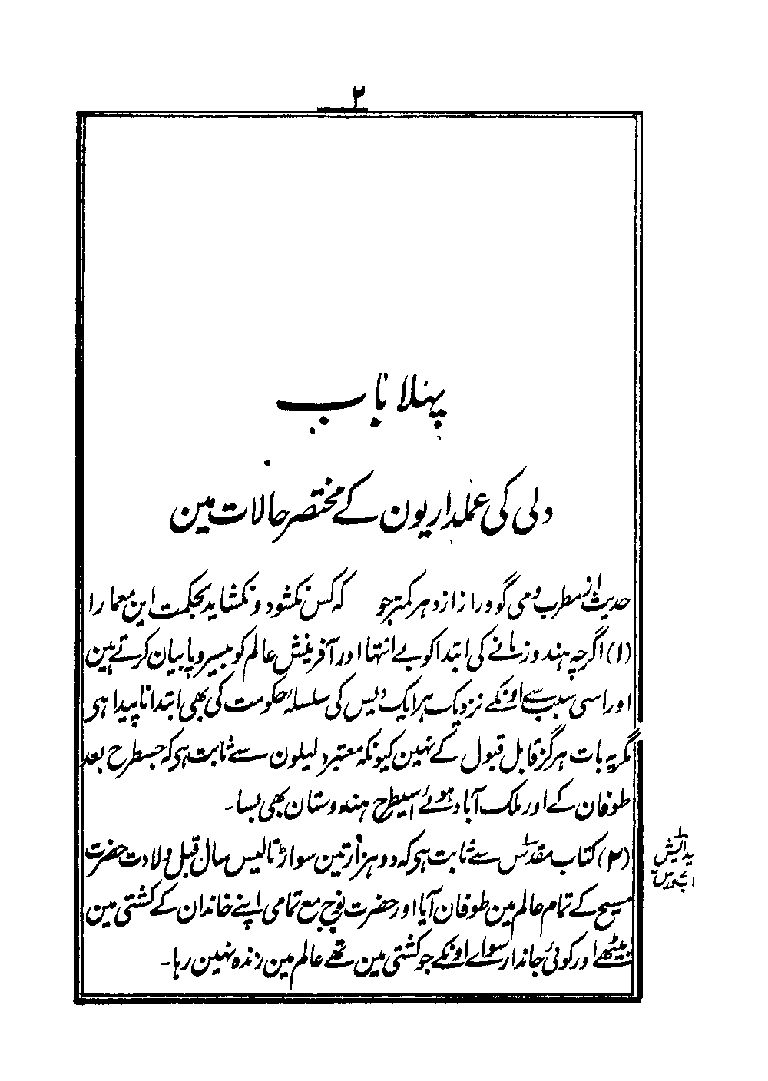 ۲
پہلا باب
دلی کی عملداریون کے مختصر حالات مین
حدیث از مطرب و می گو و راز دہر کمتر جو کہ کس نکشود و نکشاید بحکمت این معما را
(۱) اگرچہ ہندو زمانے کی ابتدا کو بے انتہا اور آفرینش عالم کو بیسروپا بیان کرتے ہین
اور اسی سبب سے اونکے نزدیک ہر ایک دیس کی سلسلہ حکومت کی بھی ابتدا ناپیدا ہی
مگر یہ بات ہرگز قابل قبول کے نہین کیونکہ معتبر دلیلون سے ثابت ہی کہ جسطرح بعد
طوفان کے اور ملک آباد ہوئے اسیطرح ہندوستان بھی بسا۔
(۲) کتاب مقدس سے ثابت ہی کہ دو ہزار تین سو اڑتالیس سال قبل ولادت حضرت
پیدایش
مسیح کے تمام عالم مین طوفان آیا اور حضرت نوح مع تمامی اپنے خاندان کے کشتی مین
بیٹھے اور کوئی جاندار سواے اونکے جو کشتی مین تھے عالم مین زندہ نہین رہا۔